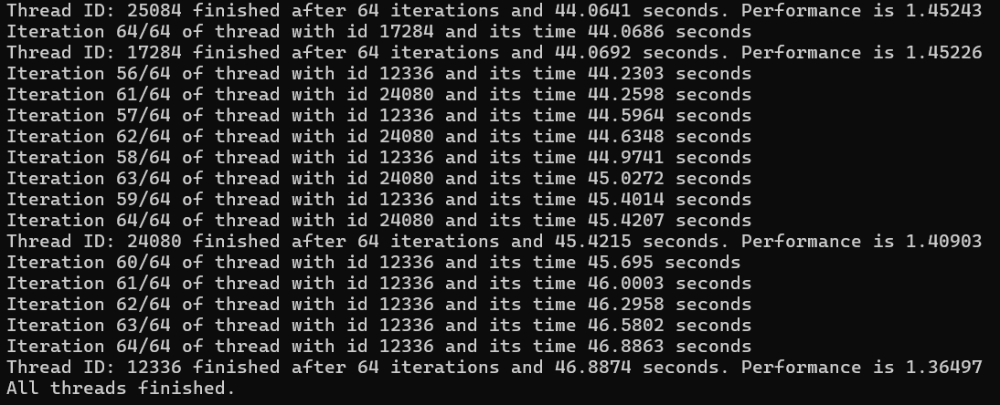 Thread ID: 25084 finished after 64 iterations and 44.0641 seconds. Performance is 1.45243
Iteration 64/64 of thread with id 17284 and its time 44.0686 seconds
Thread ID: 17284 finished after 64 iterations and 44.0692 seconds. Performance is 1.45226
Iteration 56/64 of thread with id 12336 and its time 44.2303 seconds
Iteration 61/64 of thread with id 24080 and its time 44.2598 seconds
Iteration 57/64 of thread with id 12336 and its time 44.5964 seconds
Iteration 62/64 of thread with id 24080 and its time 44.6348 seconds
Iteration 58/64 of thread with id 12336 and its time 44.9741 seconds
Iteration 63/64 of thread with id 24080 and its time 45.0272 seconds
Iteration 59/64 of thread with id 12336 and its time 45.4014 seconds
Iteration 64/64 of thread with id 24080 and its time 45.4207 seconds
Thread ID: 24080 finished after 64 iterations and 45.4215 seconds. Performance is 1.40903
Iteration 60/64 of thread with id 12336 and its time 45.695 seconds
Iteration 61/64 of thread with id 12336 and its time 46.0003 seconds
Iteration 62/64 of thread with id 12336 and its time 46.2958 seconds
Iteration 63/64 of thread with id 12336 and its time 46.5802 seconds
Iteration 64/64 of thread with id 12336 and its time 46.8863 seconds
Thread ID: 12336 finished after 64 iterations and 46.8874 seconds. Performance is 1.36497
All threads finished.